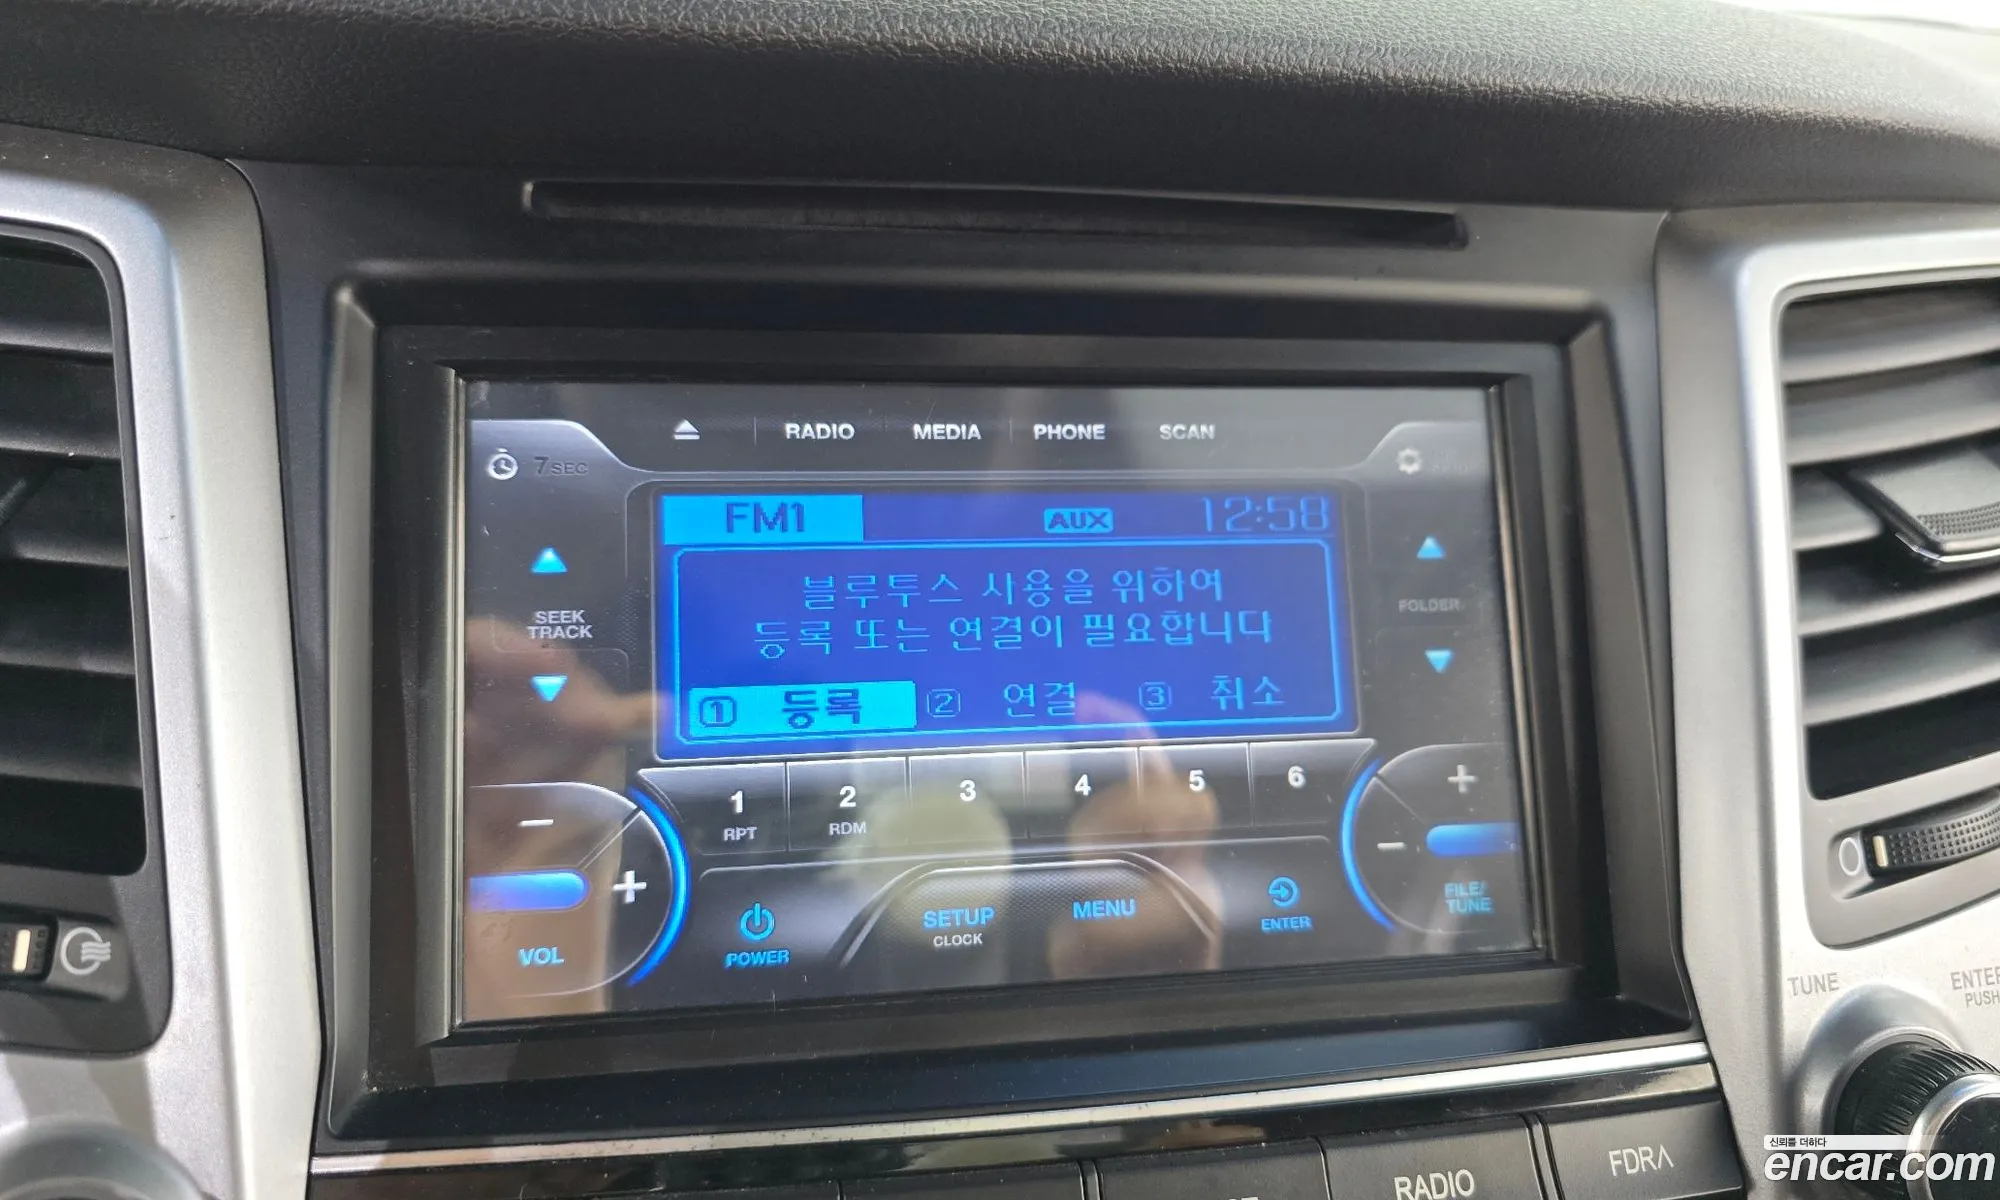 RADIO MEDIA PHONE SCAN
7SEC
FM1 AUX 12:58
블루투스 사용을 위하여
등록 또는 연결이 필요합니다
1 등록 2 연결 3 취소
SEEK
TRACK
FOLDER
1 2 3 4 5 6
RPT RDM
VOL
POWER
SETUP
CLOCK
MENU
ENTER
FILE/
TUNE
TUNE
PUSH
RADIO
신뢰를 더하다
encar.com